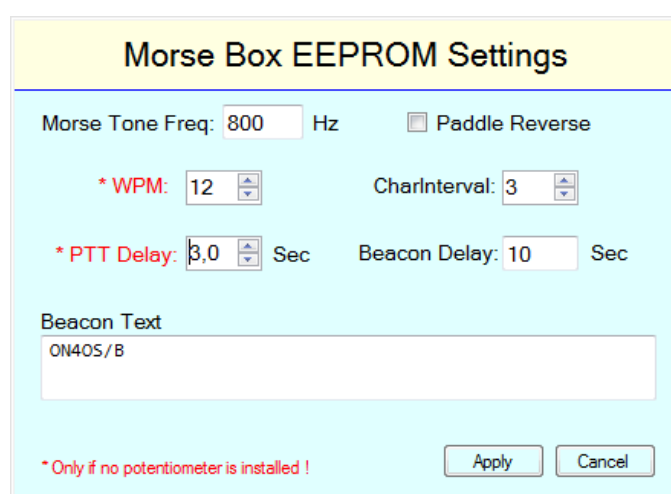 Morse Box EEPROM Settings
Morse Tone Freq: 800 Hz Paddle Reverse
* WPM: 12 CharInterval: 3
* PTT Delay: 3,0 Sec Beacon Delay: 10 Sec
Beacon Text
ON4OS/B
* Only if no potentiometer is installed ! Apply Cancel